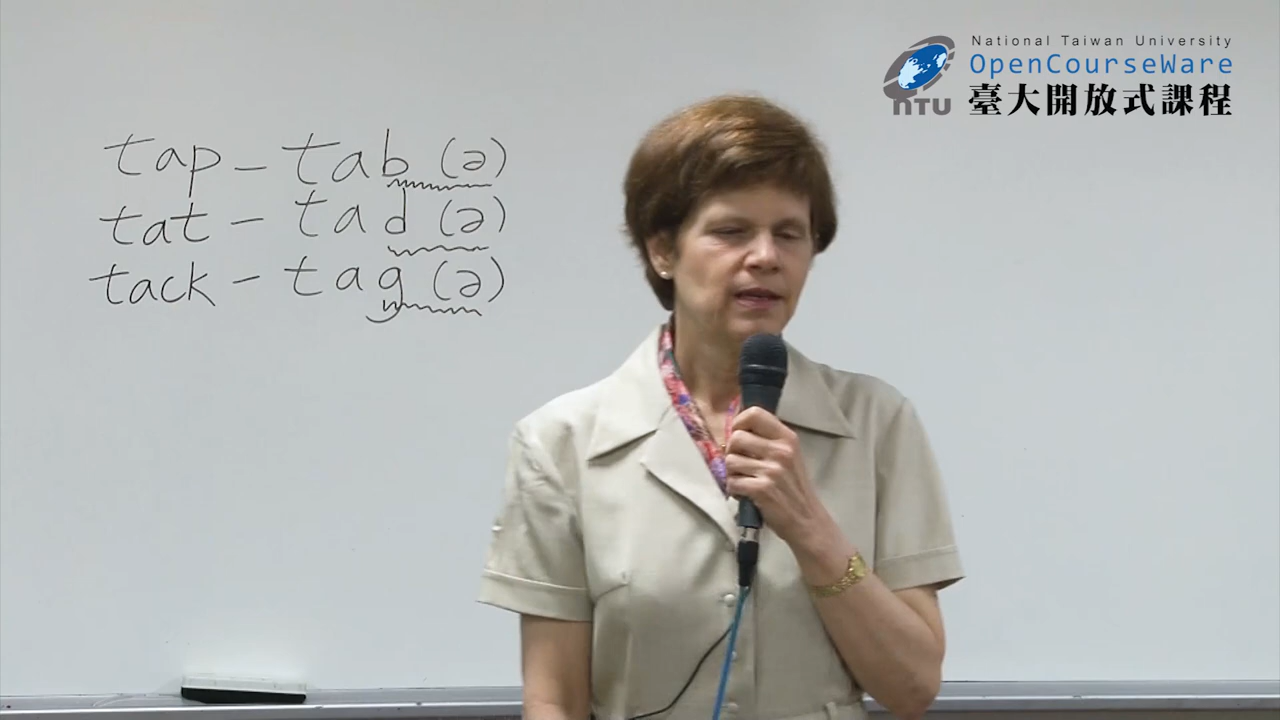 National Taiwan University
OpenCourseWare
NTU 臺大開放式課程
tap – tab (ə)
tat – tad (ə)
tack – tag (ə)